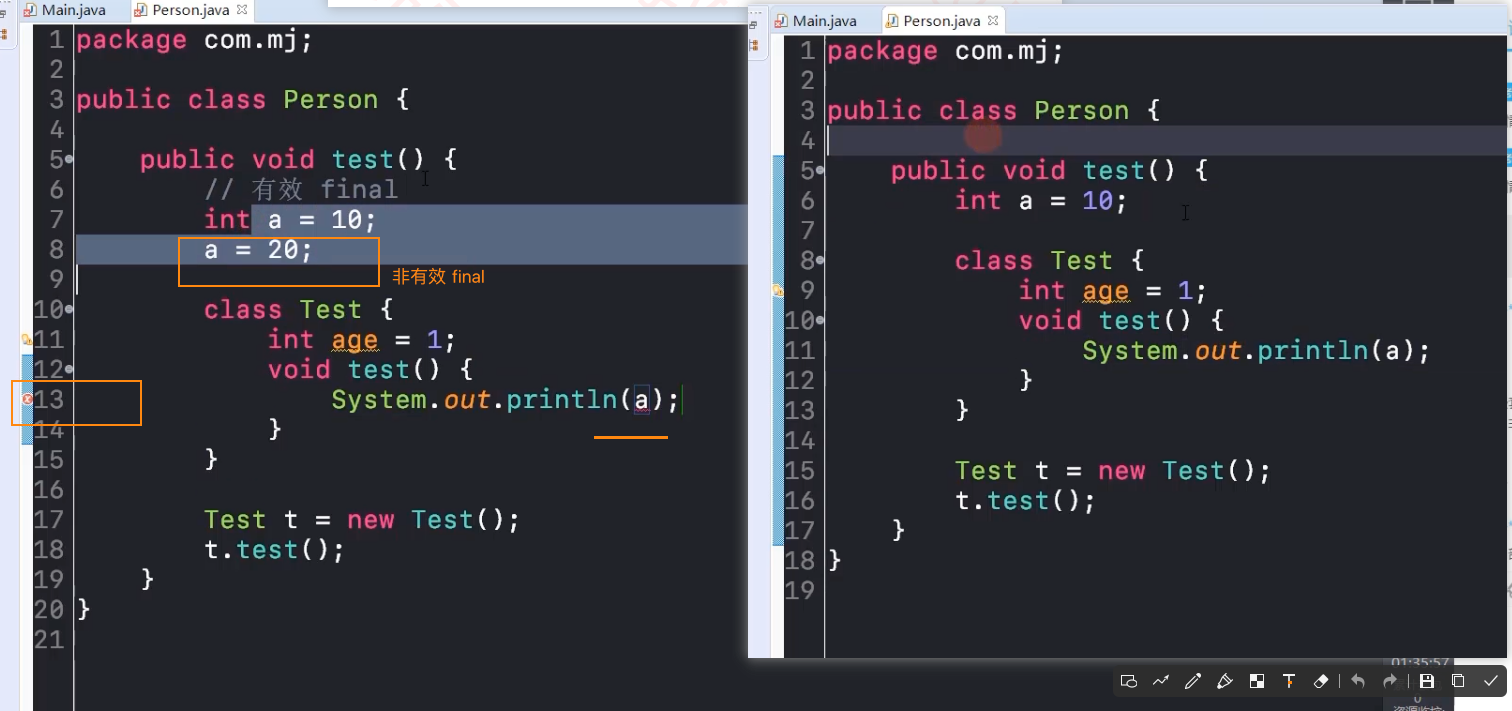 Main.java Person.java
1 package com.mj;
2
3 public class Person {
4
5 public void test() {
6 // 有效 final
7 int a = 10;
8 a = 20;
非有效 final
9
10 class Test {
11 int age = 1;
12 void test() {
13 System.out.println(a);
14 }
15 }
16
17 Test t = new Test();
18 t.test();
19 }
20 }
21
Main.java Person.java
1 package com.mj;
2
3 public class Person {
4
5 public void test() {
6 int a = 10;
7
8 class Test {
9 int age = 1;
10 void test() {
11 System.out.println(a);
12 }
13 }
14
15 Test t = new Test();
16 t.test();
17 }
18 }
19
01:35:57
0